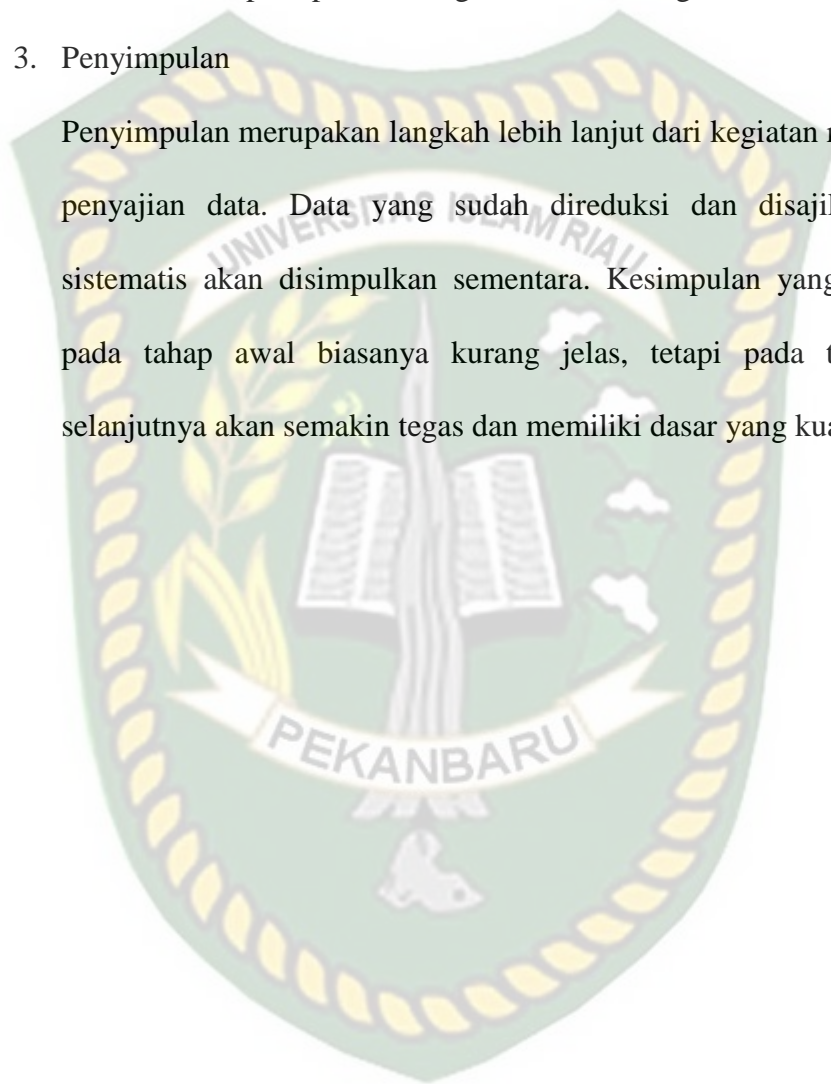 3. Penyimpulan
Penyimpulan merupakan langkah lebih lanjut dari kegiatan
penyajian data. Data yang sudah direduksi dan
sistematis akan disimpulkan sementara. Kesimpulan yang
pada tahap awal biasanya kurang jelas, tetapi pada
selanjutnya akan semakin tegas dan memiliki dasar yang
UNIVERSITAS ISLAM RIAU
PEKANBARU